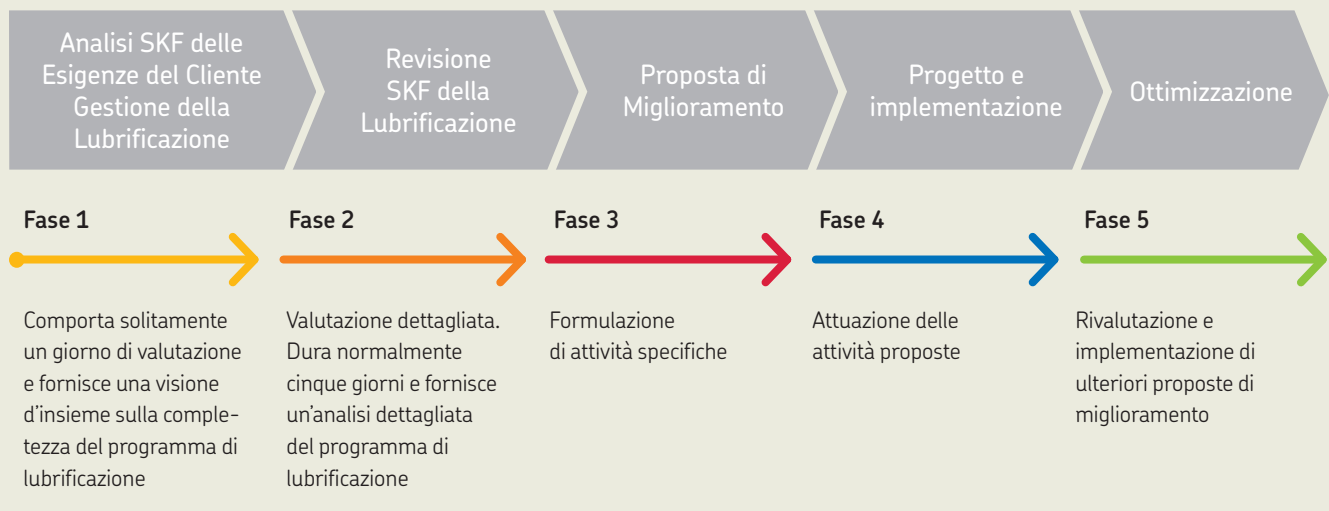 Analisi SKF delle
Esigenze del Cliente
Gestione della
Lubrificazione
Revisione
SKF della
Lubrificazione
Proposta di
Miglioramento
Progetto e
implementazione
Ottimizzazione
Fase 1
Fase 2
Fase 3
Fase 4
Fase 5
Comporta solitamente
un giorno di valutazione
e fornisce una visione
d'insieme sulla comple-
tezza del programma di
lubrificazione
Valutazione dettagliata.
Dura normalmente
cinque giorni e fornisce
un'analisi dettagliata
del programma di
lubrificazione
Formulazione
di attività specifiche
Attuazione delle
attività proposte
Rivalutazione e
implementazione di
ulteriori proposte di
miglioramento